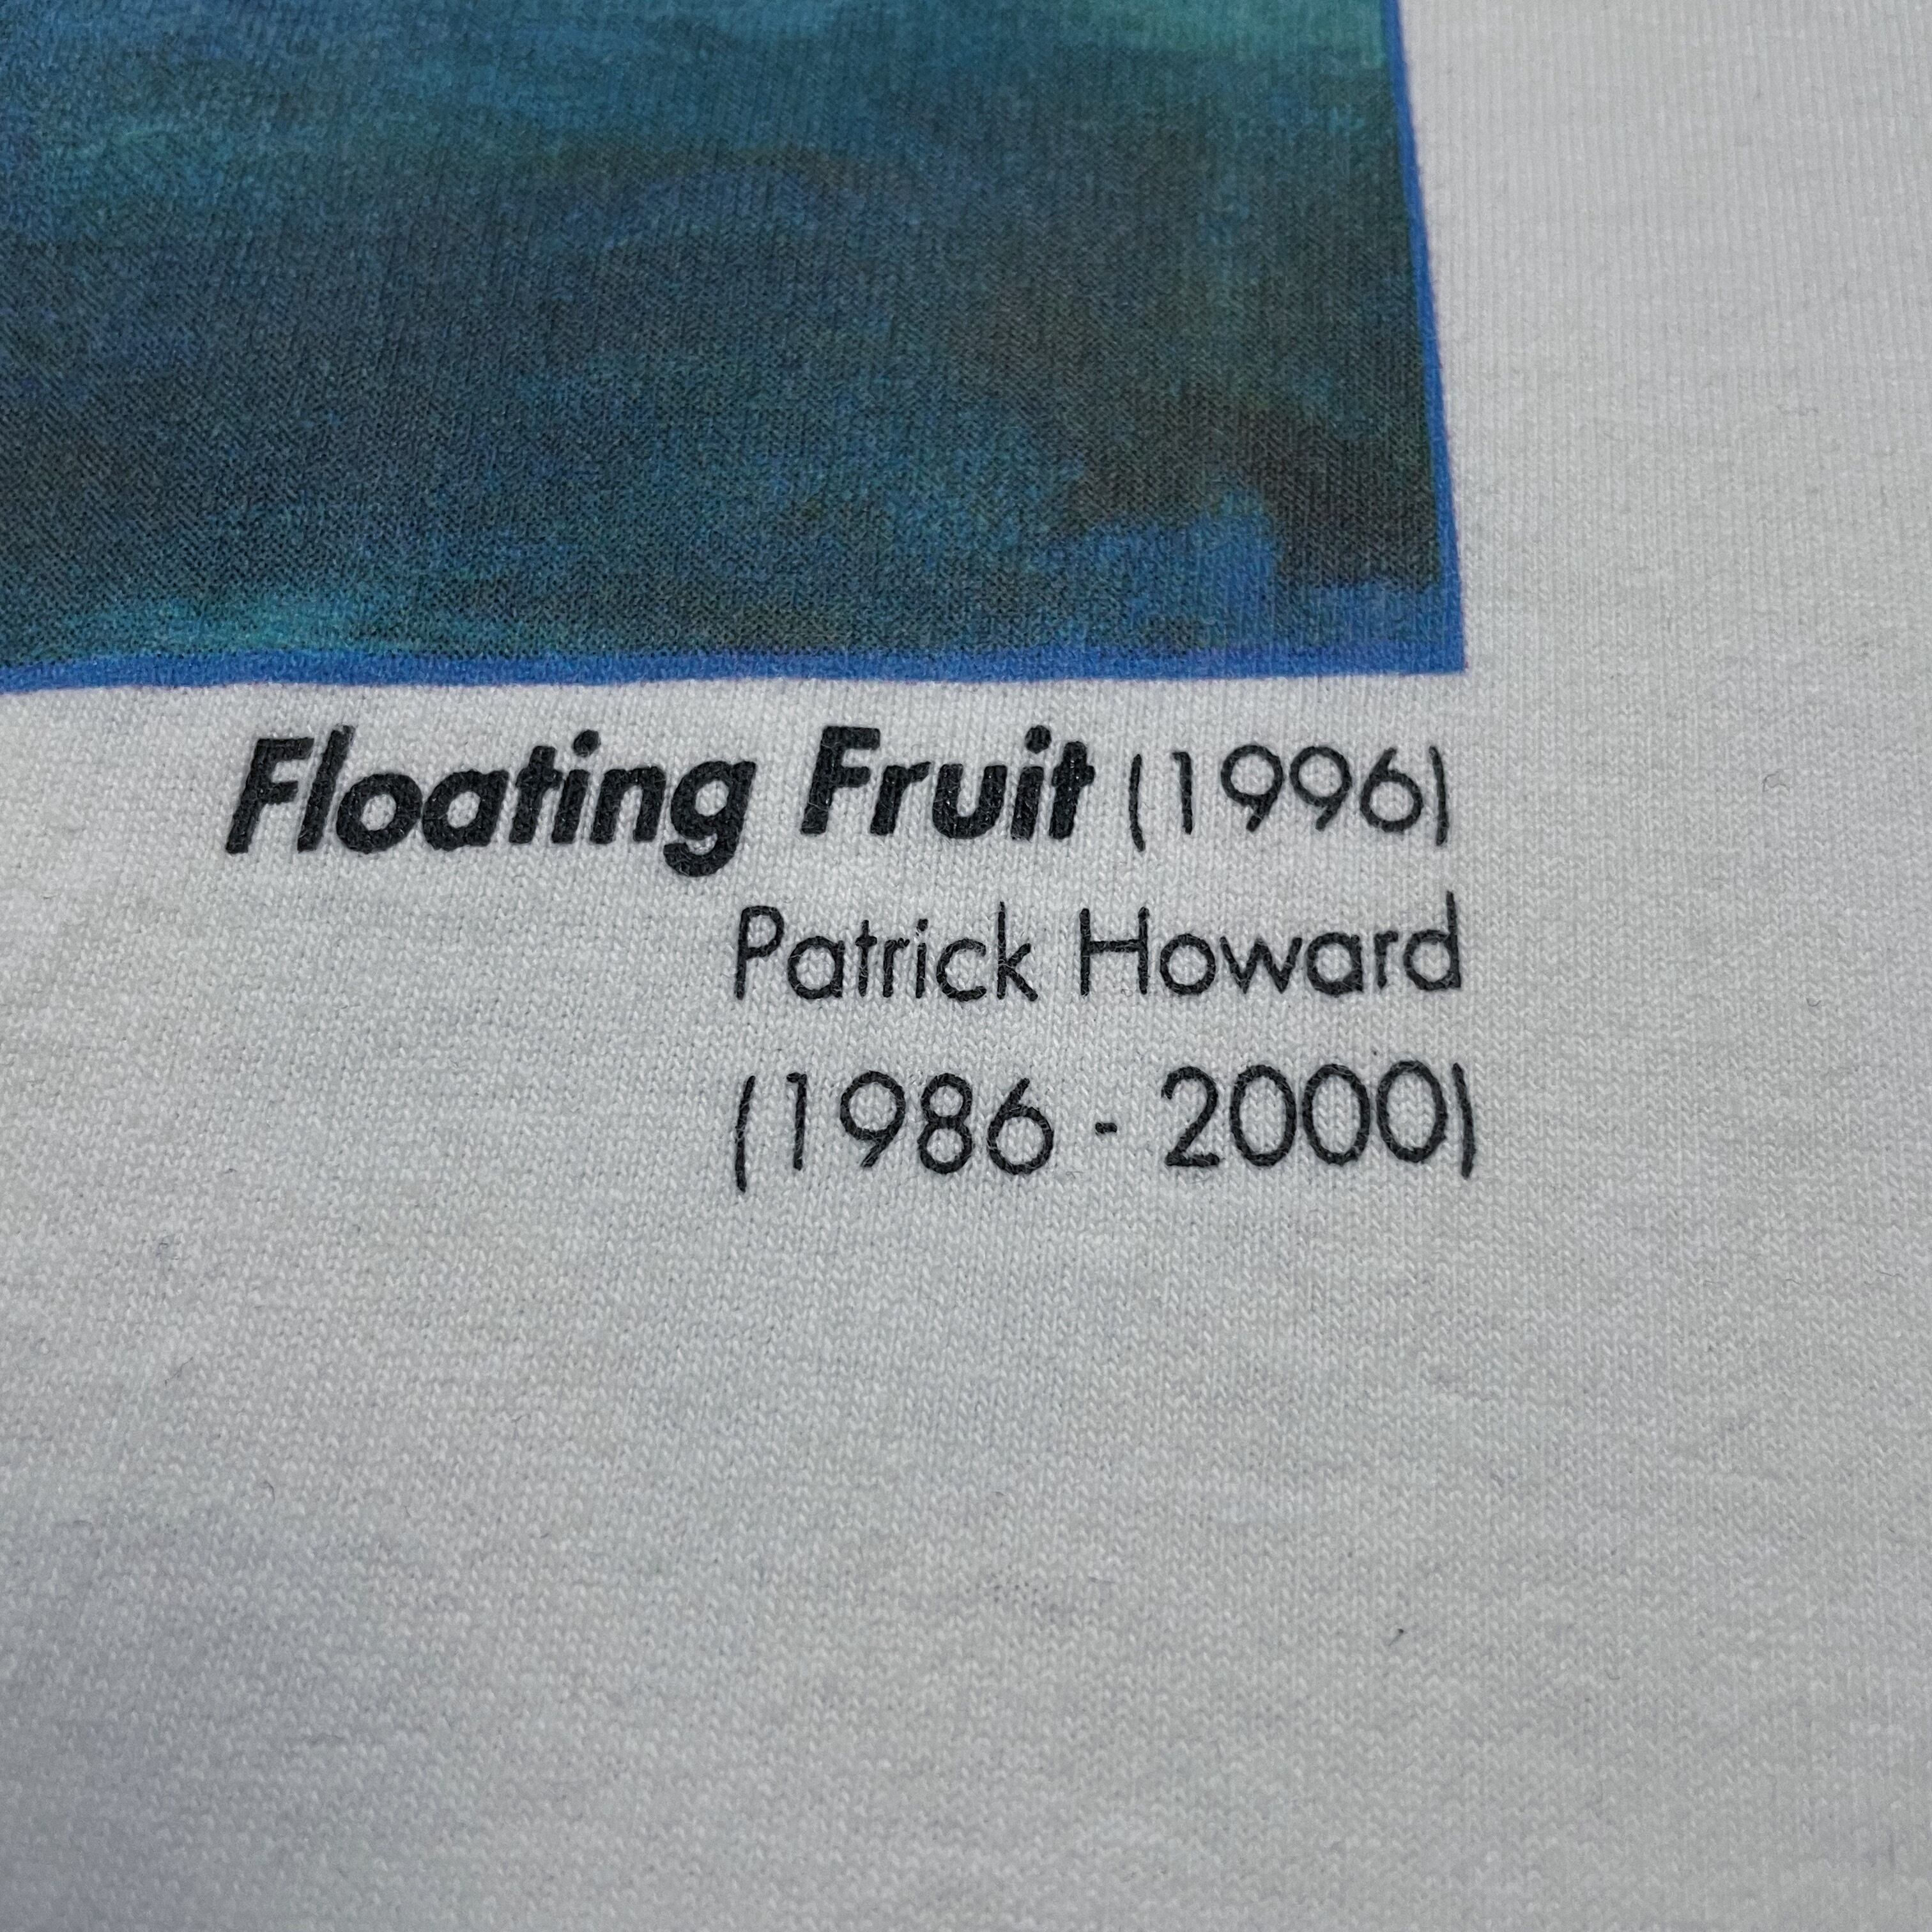 Floating Fruit (1996)
Patrick Howard
(1986 - 2000)